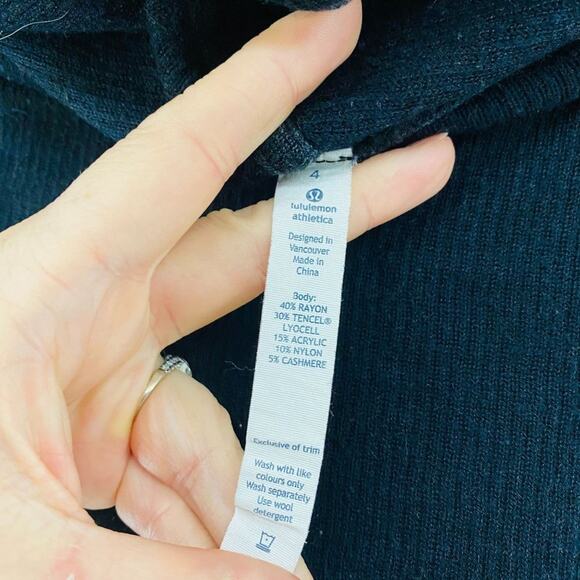 4
lululemon
athletica
Designed in
Vancouver
Made in
China
Body:
40% RAYON
30% TENCEL®
LYOCELL
15% ACRYLIC
10% NYLON
5% CASHMERE
Exclusive of trim
Wash with like
colours only
Wash separately
Use wool
detergent